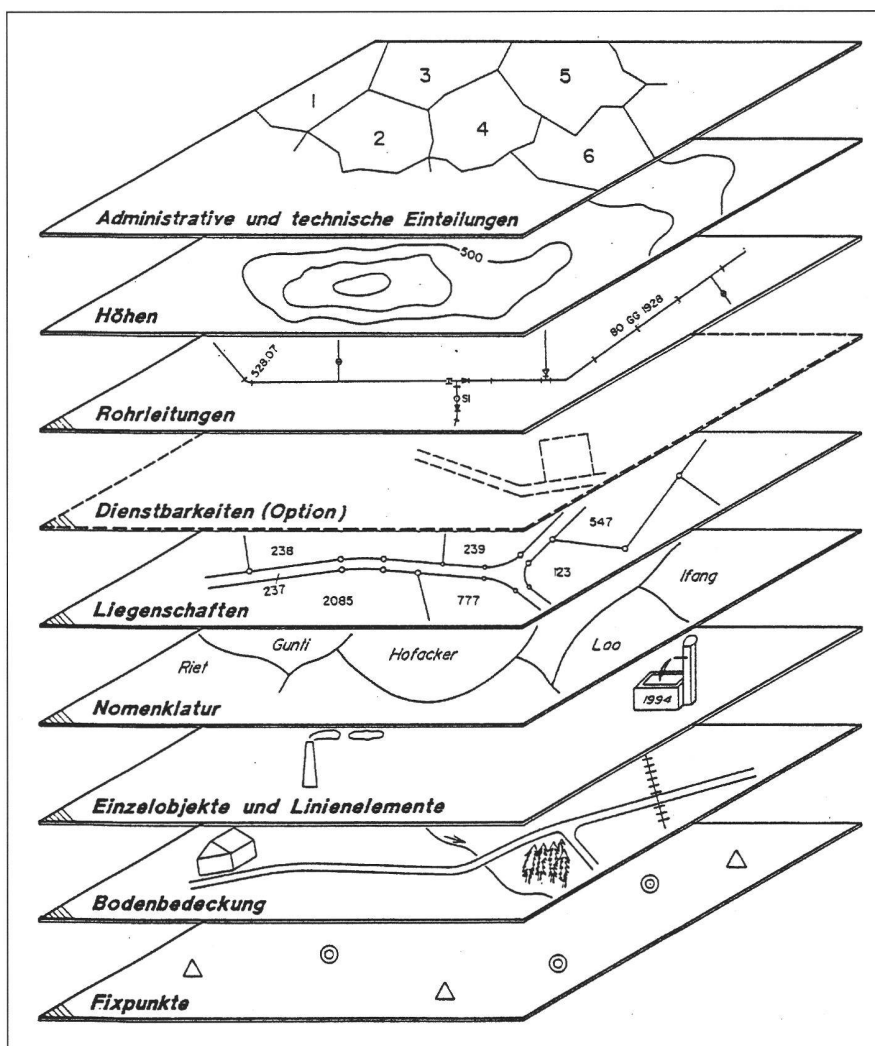 1
3
5
2
4
6
Administrative und technische Einteilungen
500
Höhen
528.07
80 GG 1928
SI
Rohrleitungen
Dienstbarkeiten (Option)
547
238
239
123
237
2085
777
Liegenschaften
Ifang
Gunti
Riet
Hofacker
Loo
1994
Nomenklatur
Einzelobjekte und Linienelemente
Bodenbedeckung
Fixpunkte